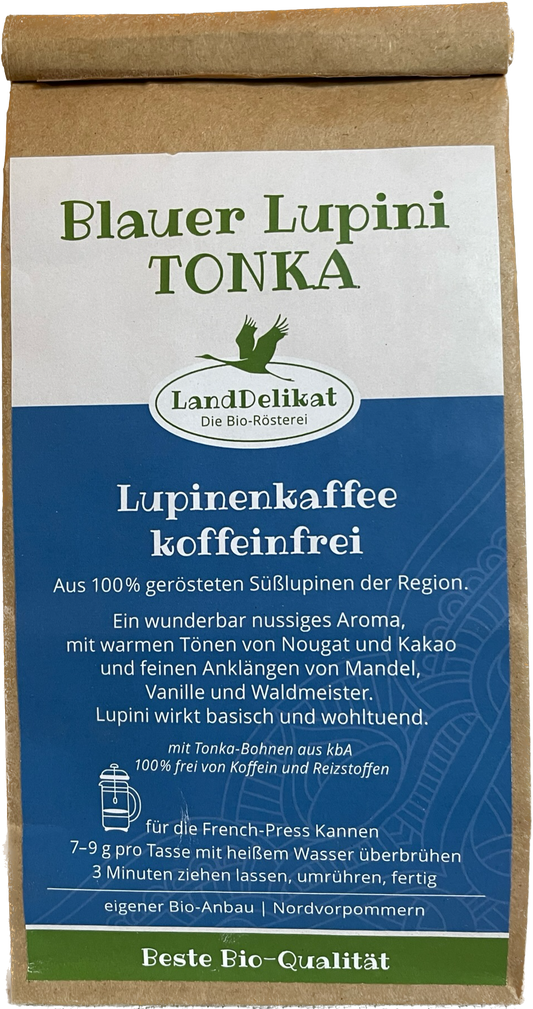 Blauer Lupini
TONKA
LandDelikat
Die Bio-Rösterei
Lupinenkaffee
koffeinfrei
Aus 100% gerösteten Süßlupinen der Region.
Ein wunderbar nussiges Aroma,
mit warmen Tönen von Nougat und Kakao
und feinen Anklängen von Mandel,
Vanille und Waldmeister.
Lupini wirkt basisch und wohltuend.
mit Tonka-Bohnen aus kbA
100% frei von Koffein und Reizstoffen
für die French-Press Kannen
7–9 g pro Tasse mit heißem Wasser überbrühen
3 Minuten ziehen lassen, umrühren, fertig
eigener Bio-Anbau | Nordvorpommern
Beste Bio-Qualität